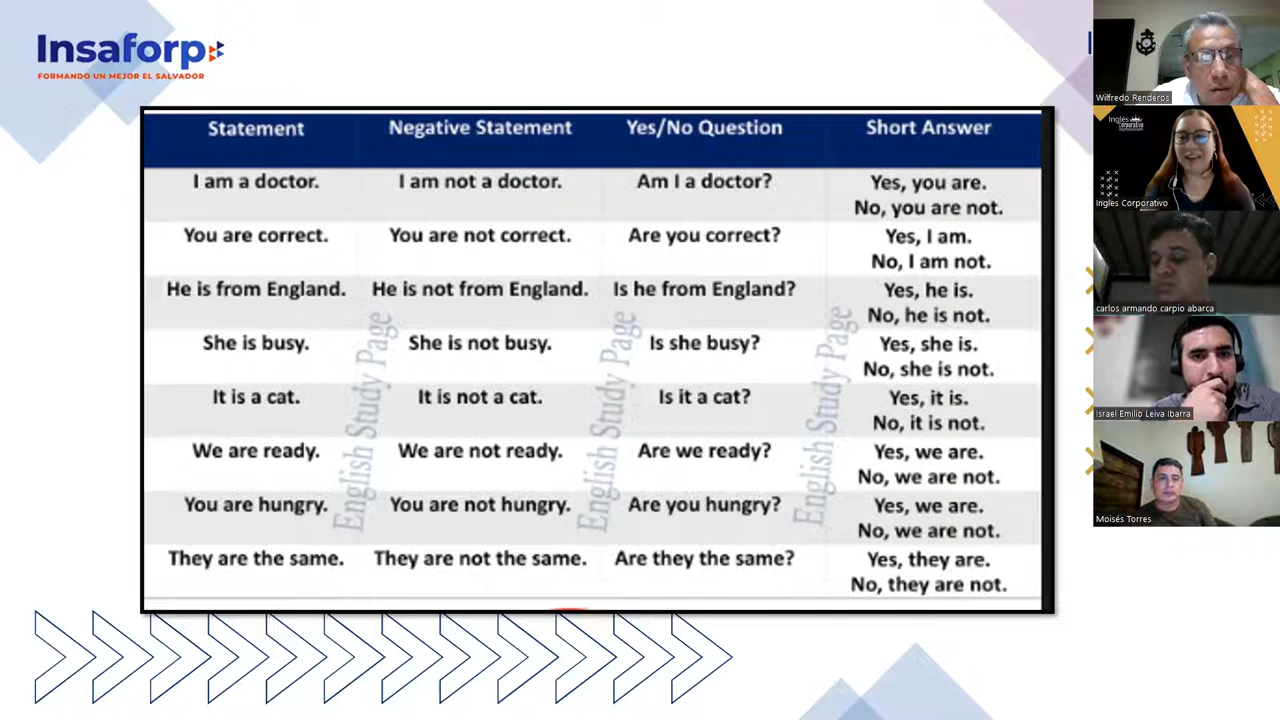 Insaforp
FORMANDO UN MEJOR EL SALVADOR
Statement Negative Statement Yes/No Question Short Answer
I am a doctor. I am not a doctor. Am I a doctor? Yes, you are.
No, you are not.
You are correct. You are not correct. Are you correct? Yes, I am.
No, I am not.
He is from England. He is not from England. Is he from England? Yes, he is.
No, he is not.
She is busy. She is not busy. Is she busy? Yes, she is.
No, she is not.
It is a cat. It is not a cat. Is it a cat? Yes, it is.
No, it is not.
We are ready. We are not ready. Are we ready? Yes, we are.
No, we are not.
You are hungry. You are not hungry. Are you hungry? Yes, we are.
No, we are not.
They are the same. They are not the same. Are they the same? Yes, they are.
No, they are not.
English Study Page
English Study Page
English Study Page
Wilfredo Renderos
Inglés
Corporativo
Ingles Corporativo
carlos armando carpio abarca
Israel Emilio Leiva Ibarra
Moisés Torres